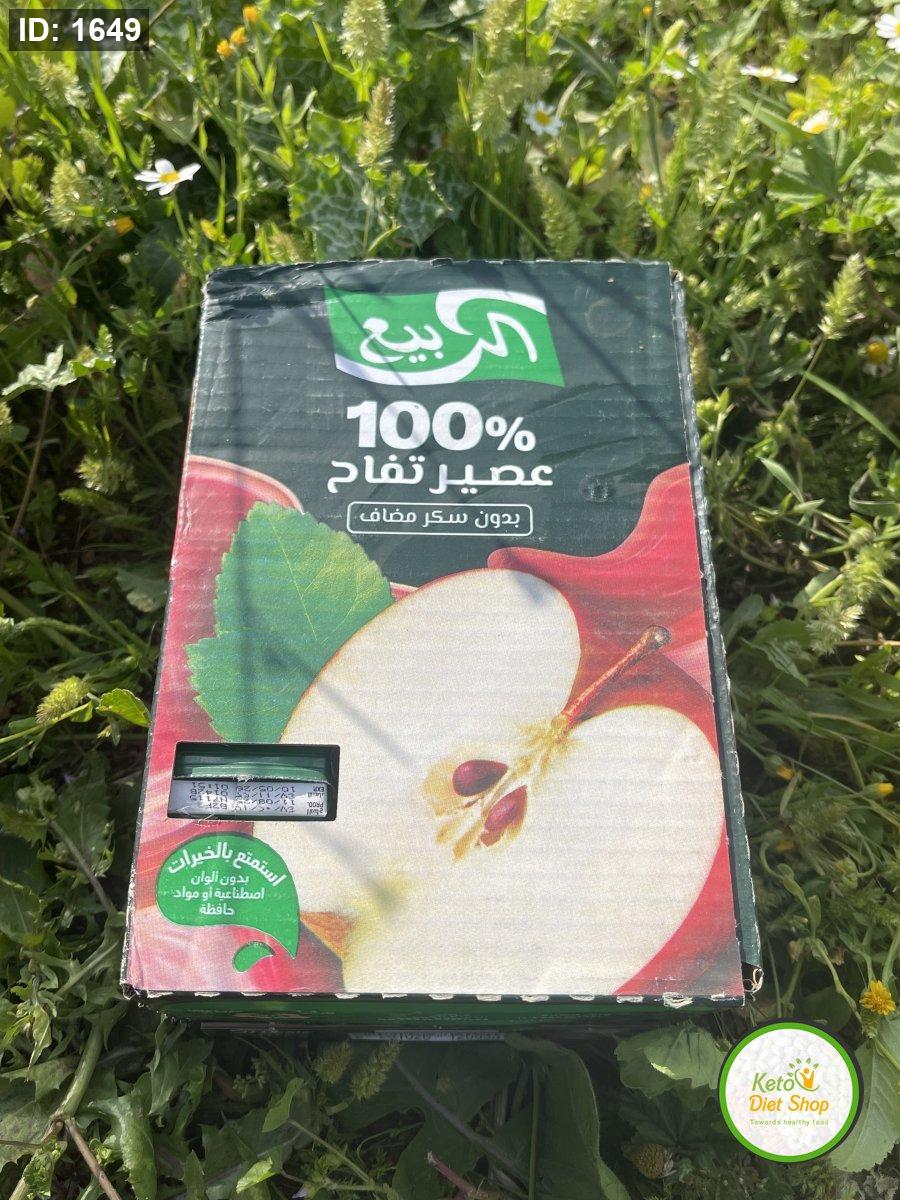 ID: 1649
الربيع
100%
عصير تفاح
بدون سكر مضاف
استمتع بالخيرات
بدون ألوان
اصطناعية أو مواد
حافظة
Keto
Diet Shop
Towards healthy food